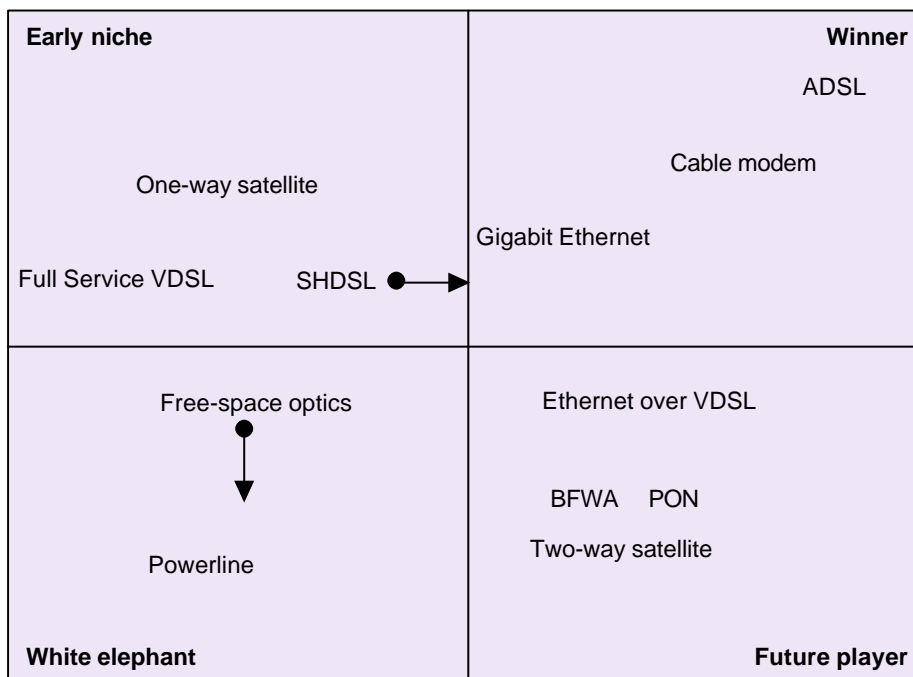 Early niche
Winner
ADSL
Cable modem
One-way satellite
Gigabit Ethernet
Full Service VDSL
SHDSL
Free-space optics
Ethernet over VDSL
BFWA PON
Two-way satellite
Powerline
White elephant
Future player